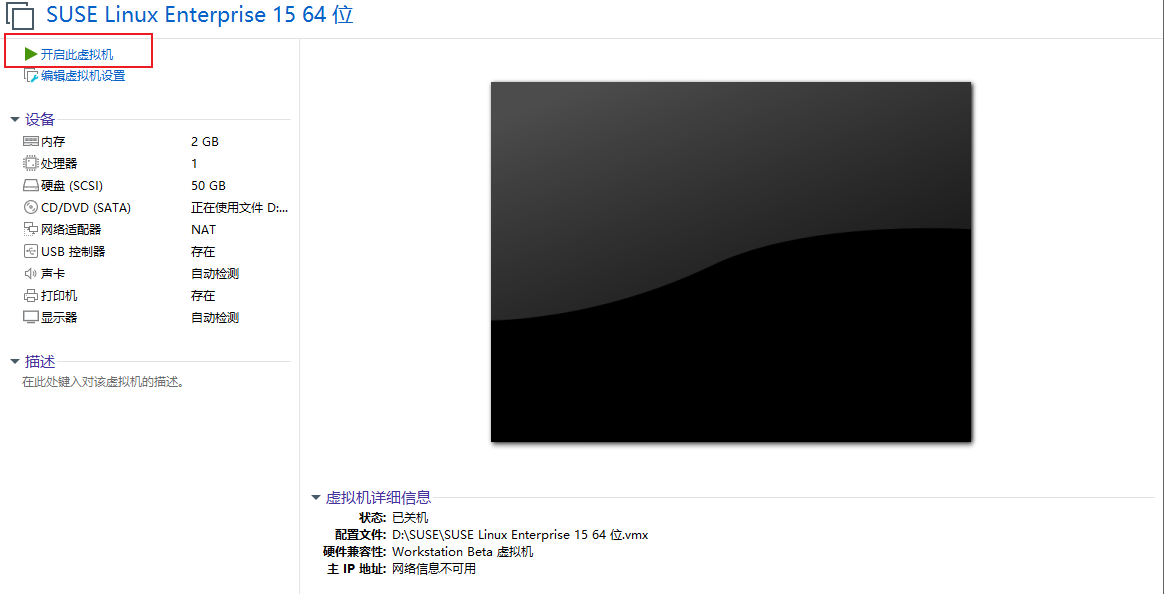 SUSE Linux Enterprise 15 64 位
开启此虚拟机
编辑虚拟机设置
设备
内存 2 GB
处理器 1
硬盘 (SCSI) 50 GB
CD/DVD (SATA) 正在使用文件 D:...
网络适配器 NAT
USB 控制器 存在
声卡 自动检测
打印机 存在
显示器 自动检测
描述
在此处键入对该虚拟机的描述。
虚拟机详细信息
状态: 已关机
配置文件: D:\SUSE\SUSE Linux Enterprise 15 64 位.vmx
硬件兼容性: Workstation Beta 虚拟机
主 IP 地址: 网络信息不可用